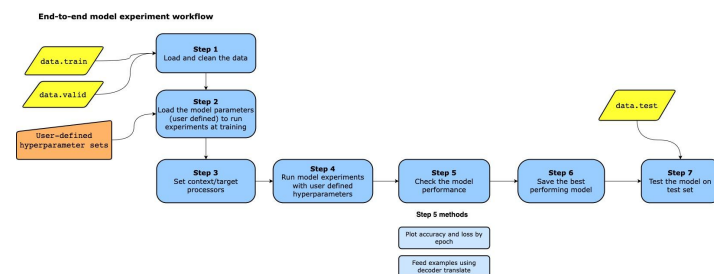 End-to-end model experiment workflow
data.train
data.valid
User-defined
hyperparameter sets
Step 1
Load and clean the data
Step 2
Load the model parameters
(user defined) to run
experiments at training
data.test
Step 3
Set context/target
processors
Step 4
Run model experiments
with user defined
hyperparameters
Step 5
Check the model
performance
Step 6
Save the best
performing model
Step 7
Test the model on
test set
Step 5 methods
Plot accuracy and loss by
epoch
Feed examples using
decoder translate